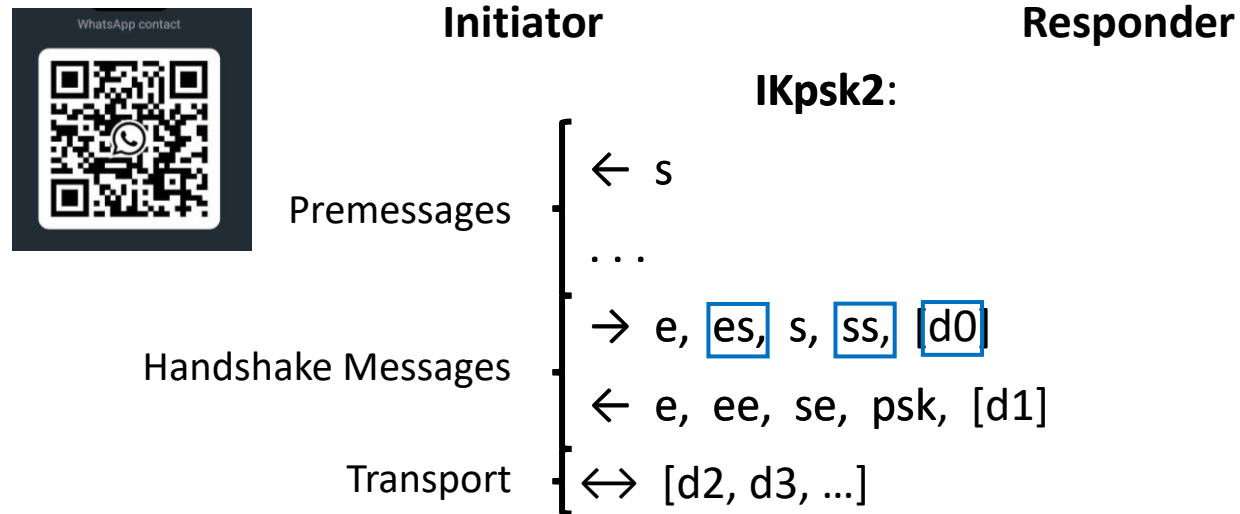 WhatsApp contact
Initiator Responder
IKpsk2:
Premessages
← s
...
Handshake Messages
→ e, es, s, ss, [d0]
← e, ee, se, psk, [d1]
Transport
↔ [d2, d3, …]